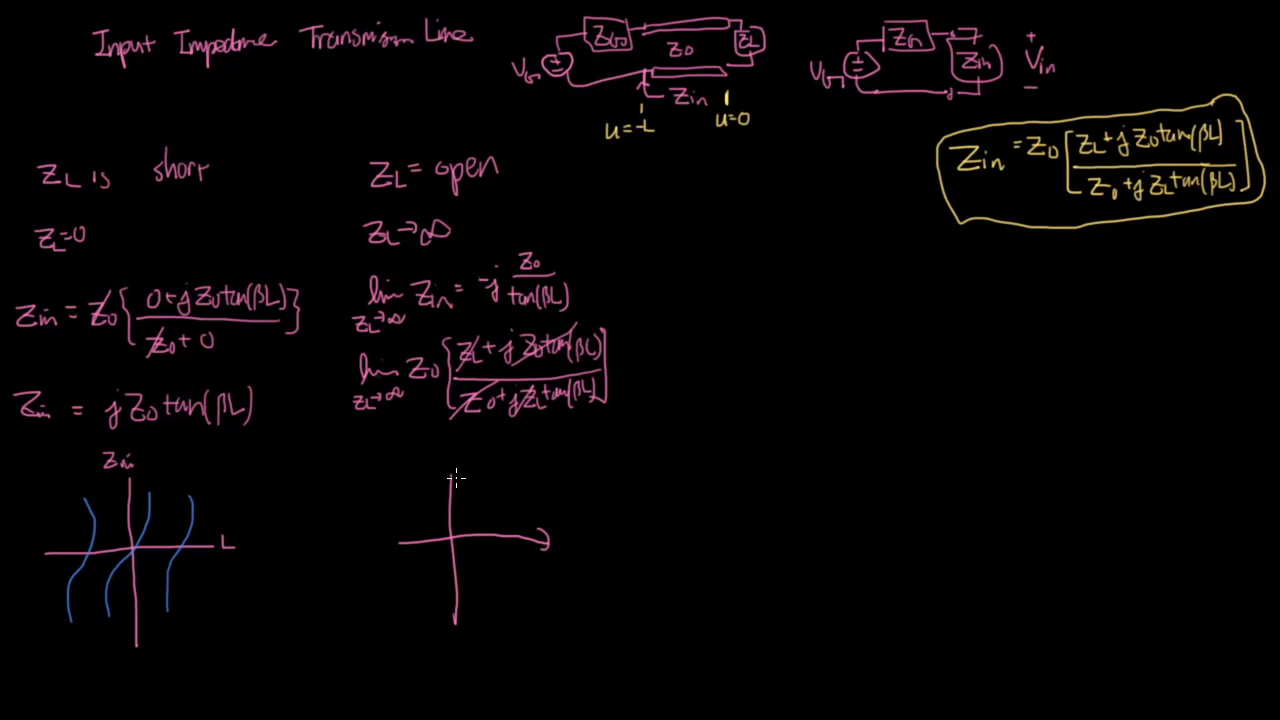 Input Impedance Transmission Line
ZG Z0 ZL
VG
Zin
u=-L u=0
Zin
VG Zin + Vin -
Zin = Z0 [ ZL + j Z0 tan(βL) / Z0 + j ZL tan(βL) ]
ZL is short
ZL=0
Zin = Z0 { 0 + j Z0 tan(βL) / Z0 + 0 }
Zin = j Z0 tan(βL)
Zin
L
ZL = open
ZL → ∞
lim ZL→∞ Zin = -j Z0 / tan(βL)
lim ZL→∞ Z0 [ ZL + j Z0 tan(βL) / Z0 + j ZL tan(βL) ]